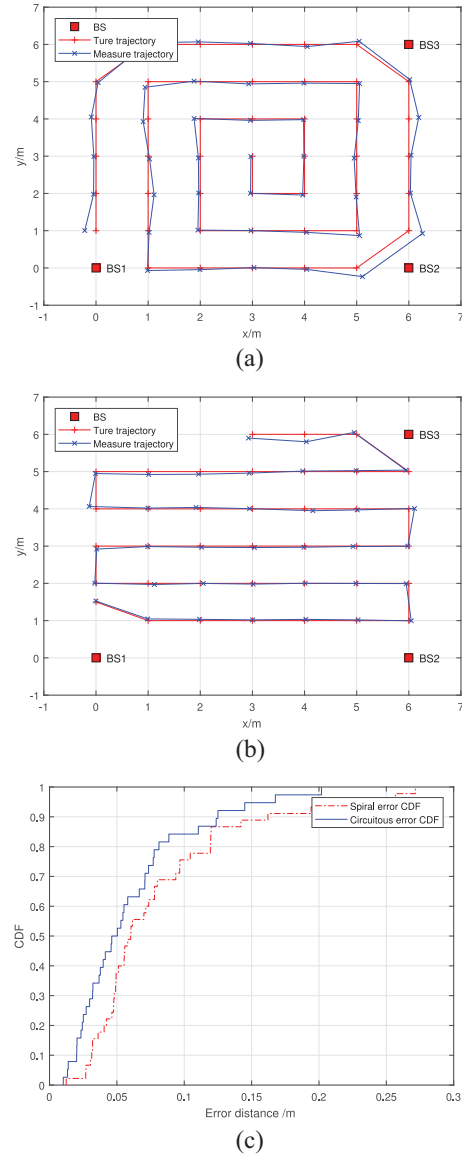 7
6
5
4
3
2
1
0
-1
y/m
BS
Ture trajectory
Measure trajectory
BS3
BS1
BS2
-1 0 1 2 3 4 5 6 7
x/m
(a)
7
6
5
4
3
2
1
0
-1
y/m
BS
Ture trajectory
Measure trajectory
BS3
BS1
BS2
-1 0 1 2 3 4 5 6 7
x/m
(b)
1
0.9
0.8
0.7
0.6
0.5
0.4
0.3
0.2
0.1
0
CDF
Spiral error CDF
Circuitous error CDF
0 0.05 0.1 0.15 0.2 0.25 0.3
Error distance /m
(c)